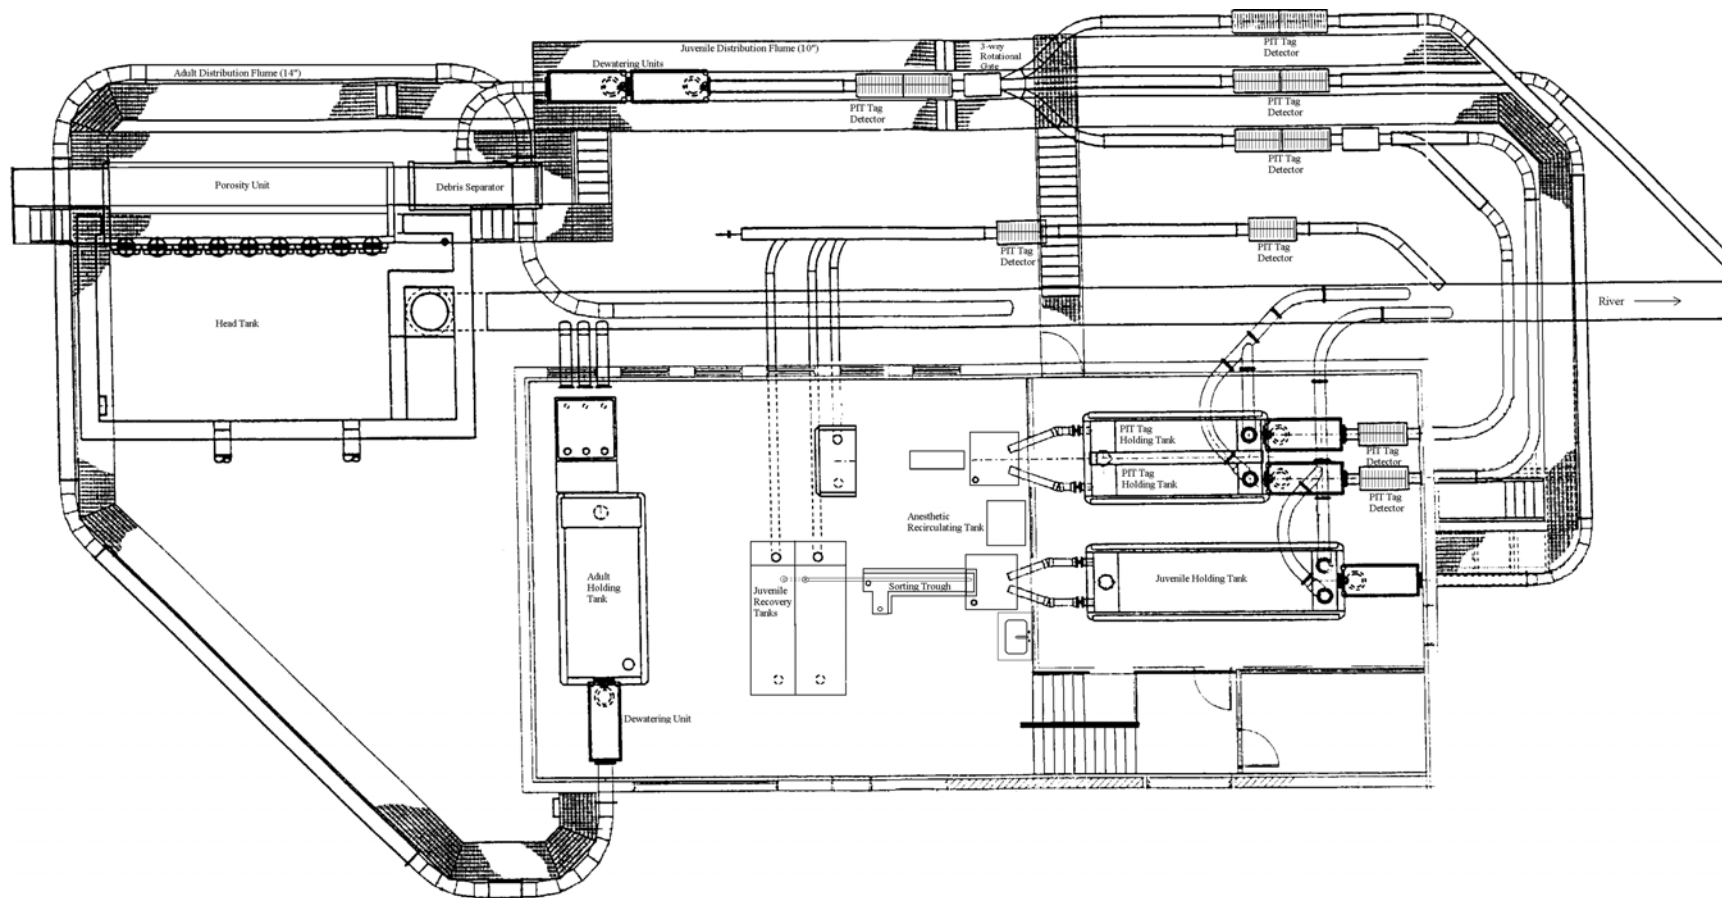 PIT Tag
Detector
Juvenile Distribution Flume (10")
3-way
Rotational
Gate
Dewatering Units
Adult Distribution Flume (14")
PIT Tag
Detector
PIT Tag
Detector
PIT Tag
Detector
Porosity Unit
Debris Separator
PIT Tag
Detector
PIT Tag
Detector
River
Head Tank
PIT Tag
Holding Tank
PIT Tag
Detector
PIT Tag
Holding Tank
PIT Tag
Detector
Anesthetic
Recirculating Tank
Adult
Holding
Tank
Juvenile
Recovery
Tanks
Sorting Trough
Juvenile Holding Tank
Dewatering Unit